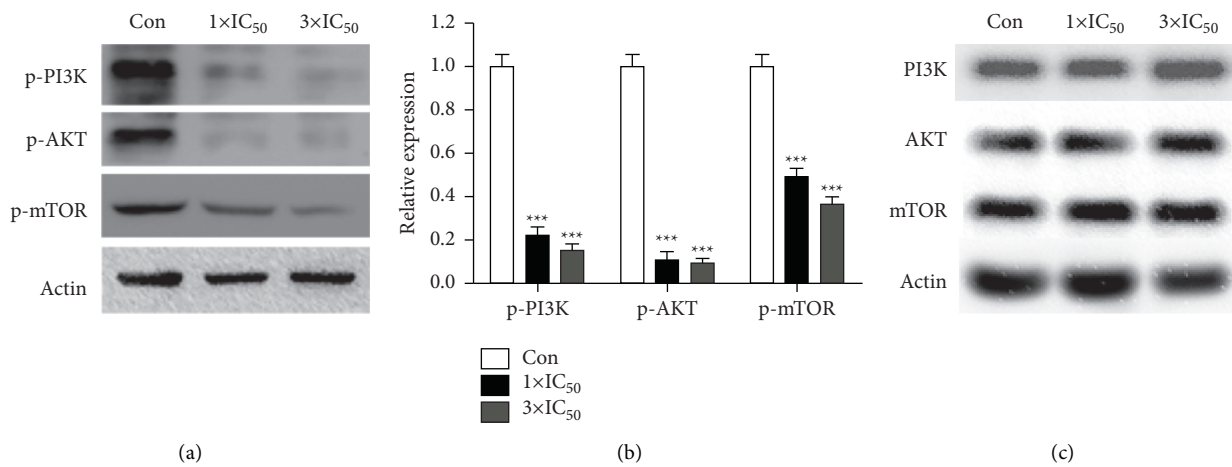 Con 1×IC50 3×IC50
p-PI3K
p-AKT
p-mTOR
Actin
(a)
Relative expression
1.2
1.0
0.8
0.6
0.4
0.2
0.0
*** ***
*** ***
*** ***
p-PI3K p-AKT p-mTOR
Con
1×IC50
3×IC50
(b)
Con 1×IC50 3×IC50
PI3K
AKT
mTOR
Actin
(c)